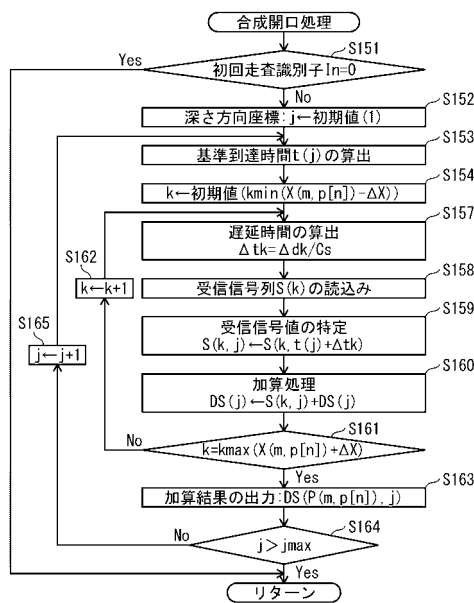 合成開口処理
S151
Yes
初回走査識別子In=0
No
S152
深さ方向座標:j←初期値(1)
S153
基準到達時間t(j)の算出
S154
k←初期値(kmin(X(m,p[n])-ΔX))
S157
遅延時間の算出
Δtk=Δdk/Cs
S162
k←k+1
S158
受信信号列S(k)の読込み
S159
受信信号値の特定
S(k,j)←S(k,t(j)+Δtk)
S165
j←j+1
S160
加算処理
DS(j)←S(k,j)+DS(j)
S161
No
k=kmax(X(m,p[n])+ΔX)
Yes
S163
加算結果の出力:DS(P(m,p[n]),j)
S164
No
j>jmax
Yes
リターン